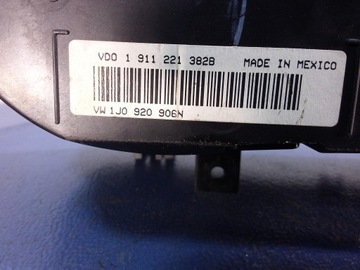 VDO 1 911 221 382B MADE IN MEXICO
VW 1J0 920 906N